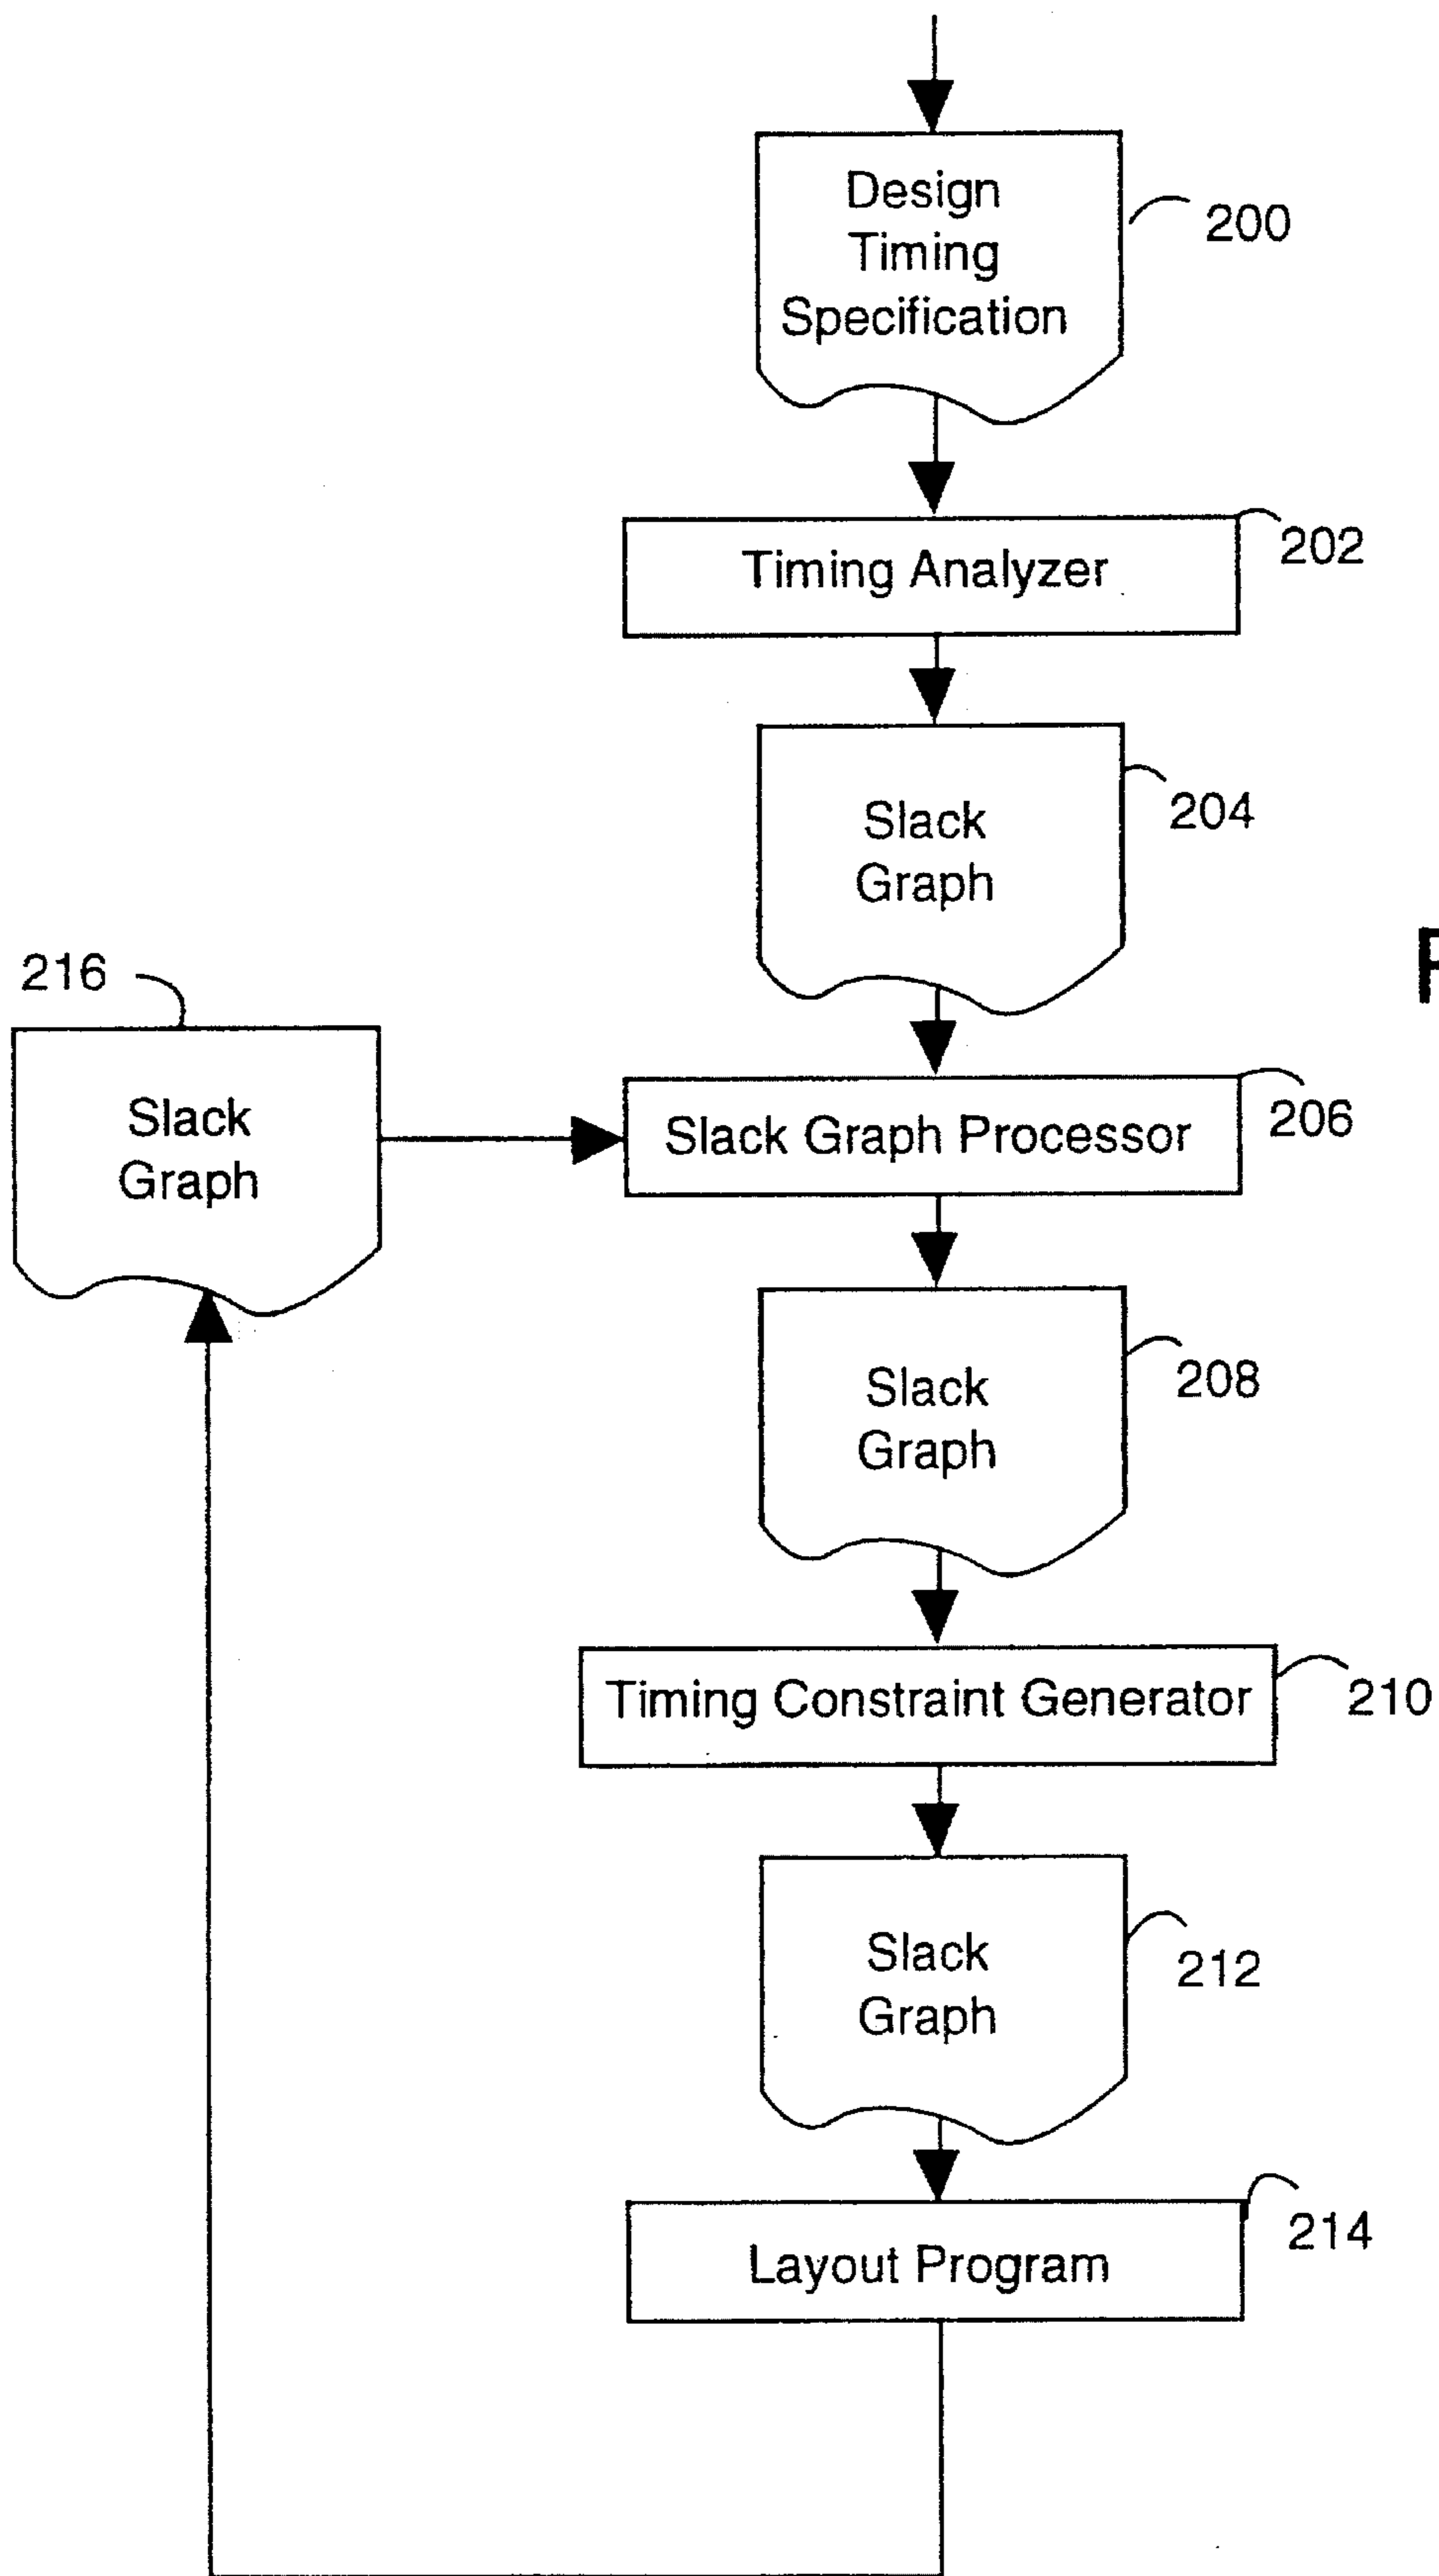 Design
Timing
Specification
200
Timing Analyzer
202
Slack
Graph
204
216
Slack
Graph
Slack Graph Processor
206
Slack
Graph
208
Timing Constraint Generator
210
Slack
Graph
212
Layout Program
214